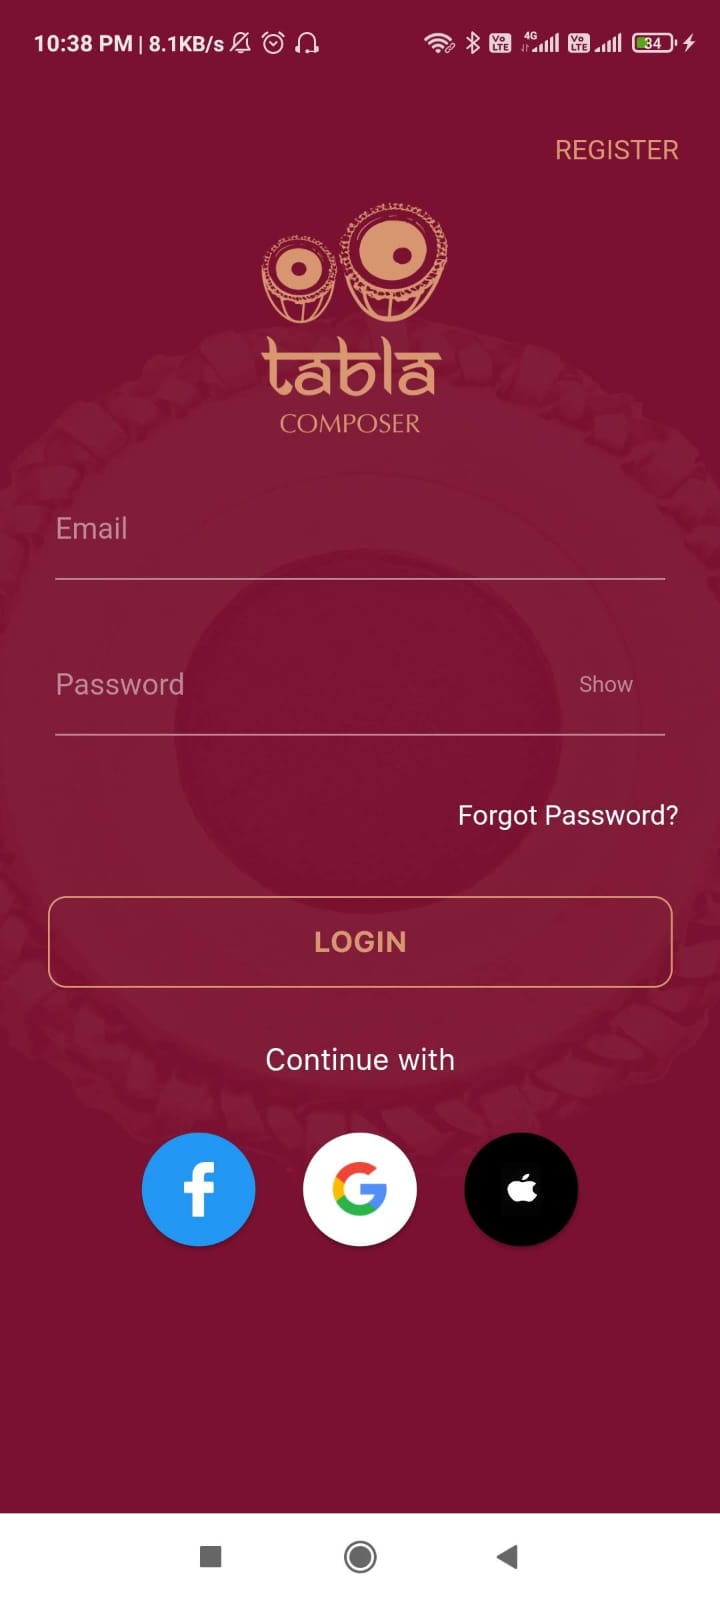 10:38 PM | 8.1KB/s Vo LTE 4G Vo LTE 34
REGISTER
tabla
COMPOSER
Email
Password Show
Forgot Password?
LOGIN
Continue with